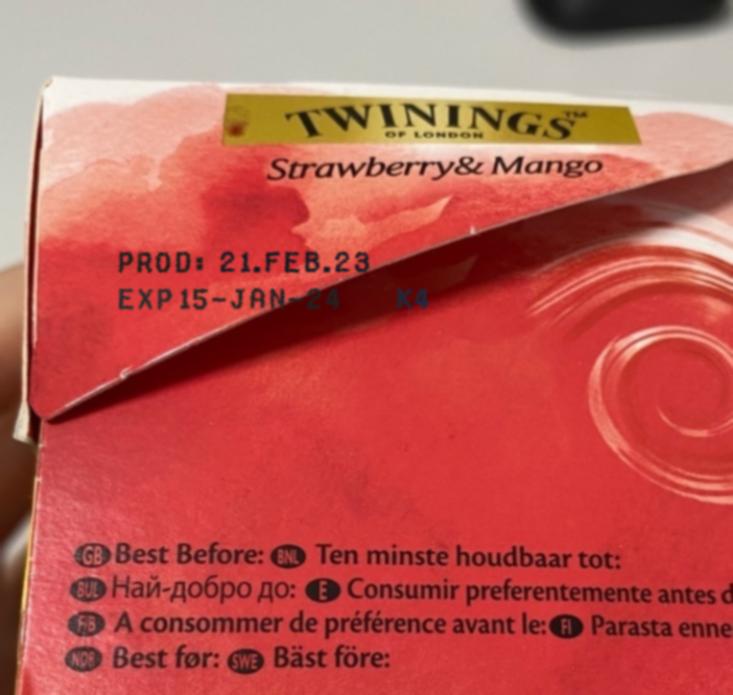 TWININGS™
OF LONDON
Strawberry& Mango
PROD: 21.FEB.23
EXP15-JAN-24 K4
GB Best Before: BNL Ten minste houdbaar tot:
BUL Най-добро до: E Consumir preferentemente antes d
F/B A consommer de préférence avant le: FI Parasta enne
NOR Best før: SWE Bäst före: